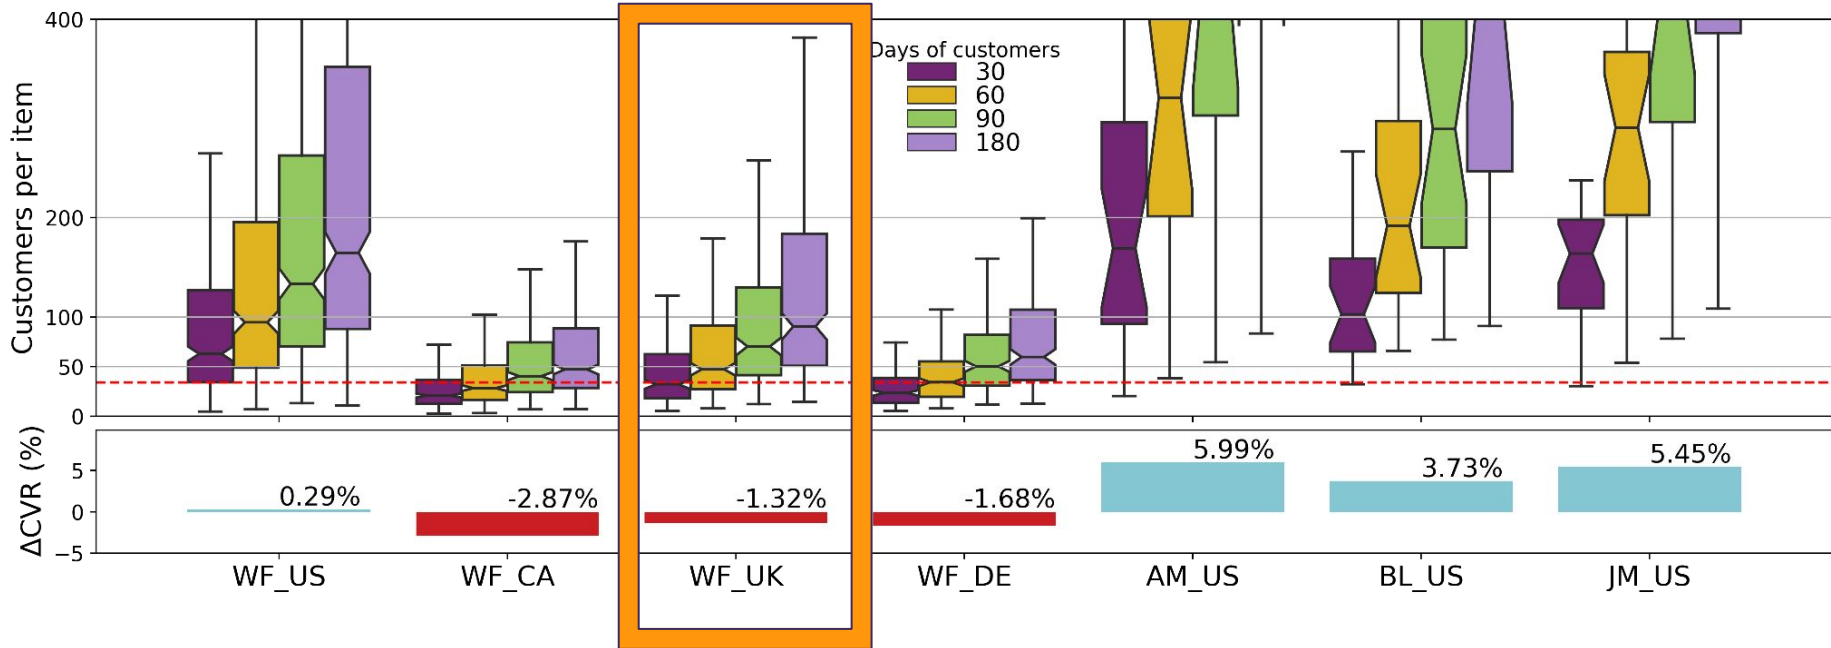 Customers per item
400
200
100
50
0
Days of customers
30
60
90
180
ΔCVR (%)
5
0
−5
0.29%
-2.87%
-1.32%
-1.68%
5.99%
3.73%
5.45%
WF_US
WF_CA
WF_UK
WF_DE
AM_US
BL_US
JM_US